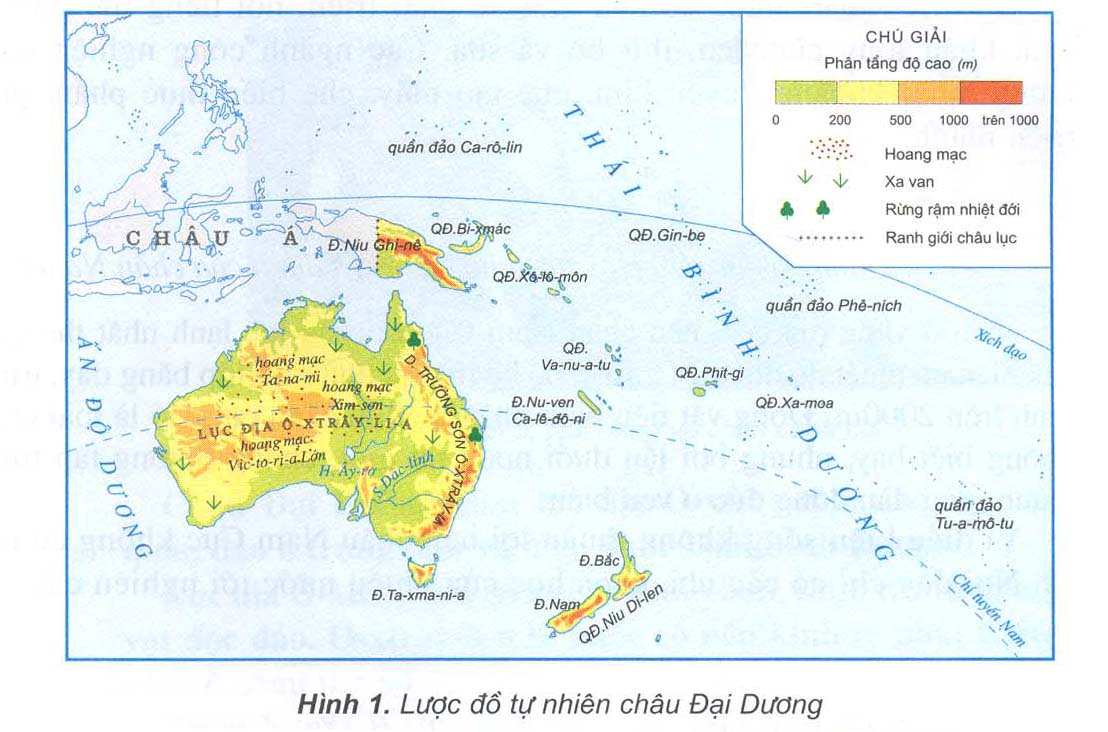 CHÚ GIẢI
Phân tầng độ cao (m)
0 200 500 1000 trên 1000
Hoang mạc
Xa van
Rừng rậm nhiệt đới
Ranh giới châu lục
quần đảo Ca-rô-lin
THÁI BÌNH DƯƠNG
CHÂU Á
Đ.Niu Ghi-nê
QĐ.Bi-xmác
QĐ.Gin-be
QĐ.Xô-lô-môn
quần đảo Phê-ních
Xích đạo
ẤN ĐỘ DƯƠNG
hoang mạc
Ta-na-mi
hoang mạc
Xim-sơn
LỤC ĐỊA Ô-XTRÂY-LI-A
hoang mạc
Vic-to-ri-a Lớn
H. Ây-rơ
S.Đac-linh
D. TRƯỜNG SƠN Ô-XTRÂY-LI-A
QĐ.
Va-nu-a-tu
QĐ.Phit-gi
Đ.Nu-ven
Ca-lê-đô-ni
QĐ.Xa-moa
quần đảo
Tu-a-mô-tu
Chí tuyến Nam
Đ.Ta-xma-ni-a
Đ.Bắc
Đ.Nam
QĐ.Niu Di-len
Hình 1. Lược đồ tự nhiên châu Đại Dương